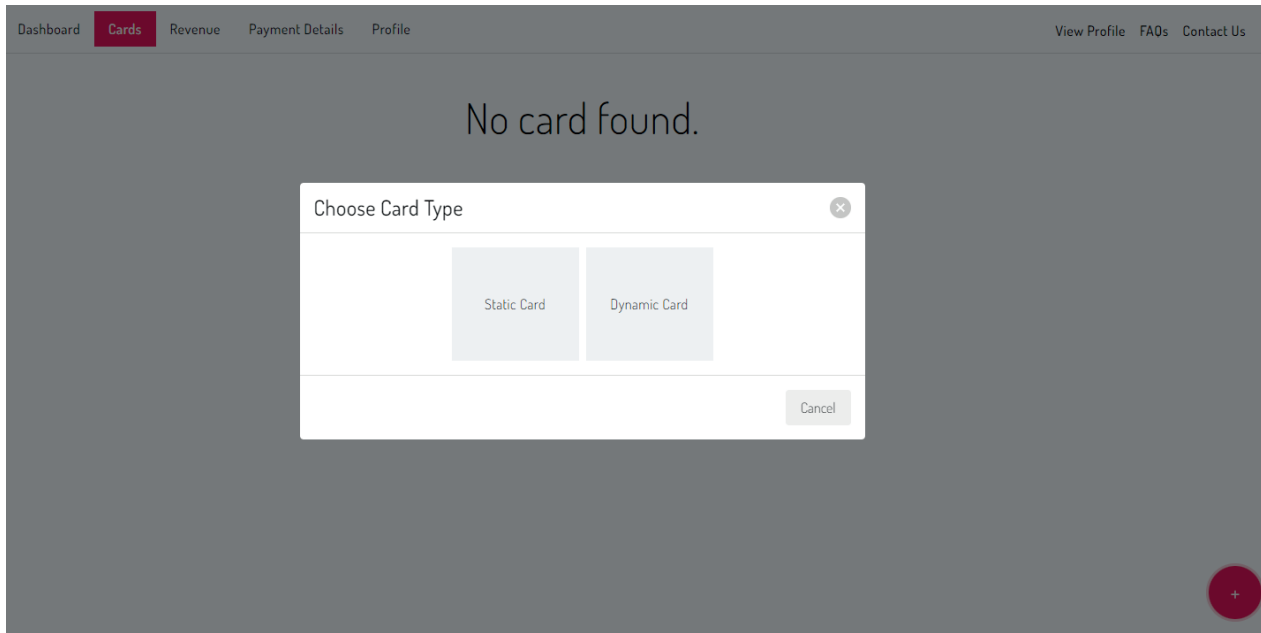 Dashboard Cards Revenue Payment Details Profile View Profile FAQs Contact Us
No card found.
Choose Card Type
Static Card Dynamic Card
Cancel
+